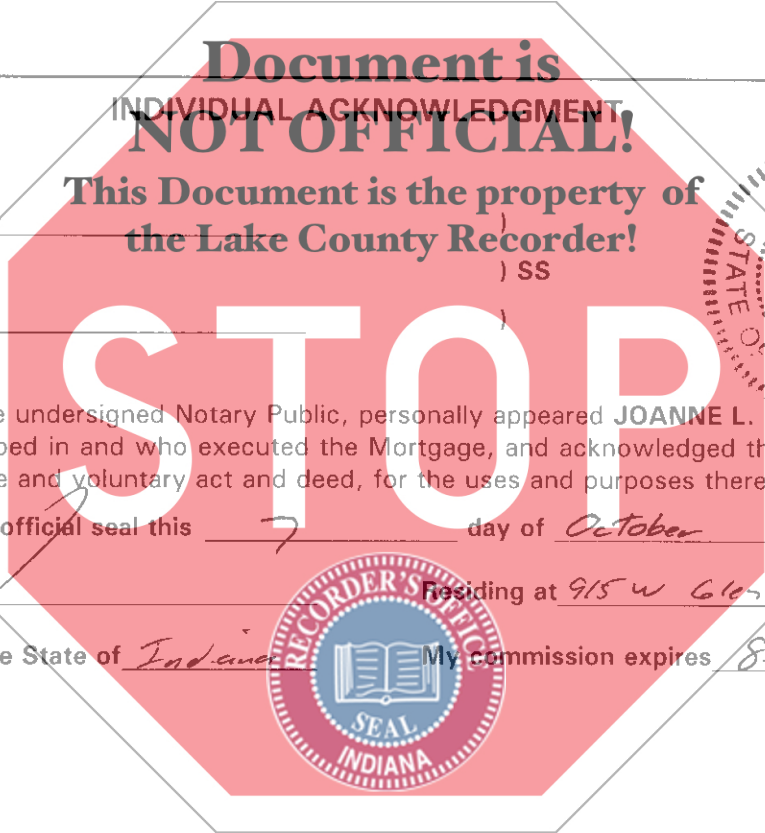 Document is
INDIVIDUAL ACKNOWLEDGMENT
NOT OFFICIAL!
This Document is the property of
the Lake County Recorder!
)
) SS
)
STATE O
STOP
e undersigned Notary Public, personally appeared JOANNE L.
bed in and who executed the Mortgage, and acknowledged th
e and voluntary act and deed, for the uses and purposes there
official seal this 7 day of October
Residing at 915 W Glen
e State of Indiana My commission expires 8
RECORDER'S OFFICE
SEAL
INDIANA